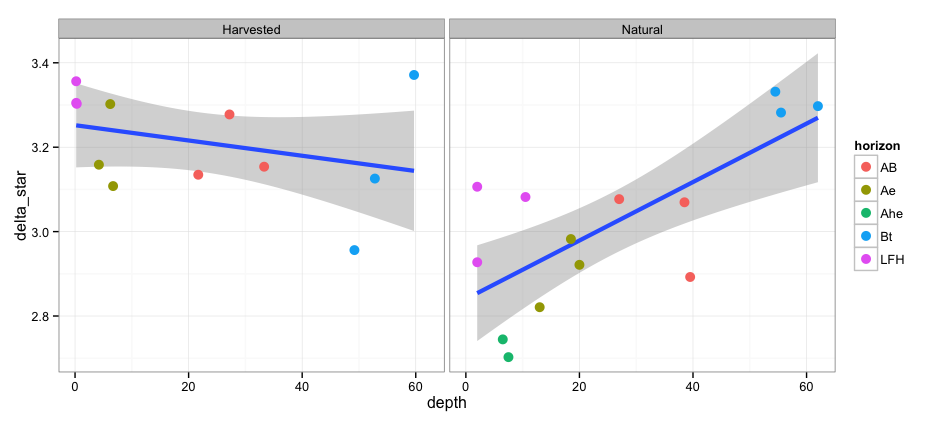 Harvested
Natural
3.4
3.2
3.0
2.8
delta_star
0 20 40 60
0 20 40 60
depth
horizon
AB
Ae
Ahe
Bt
LFH